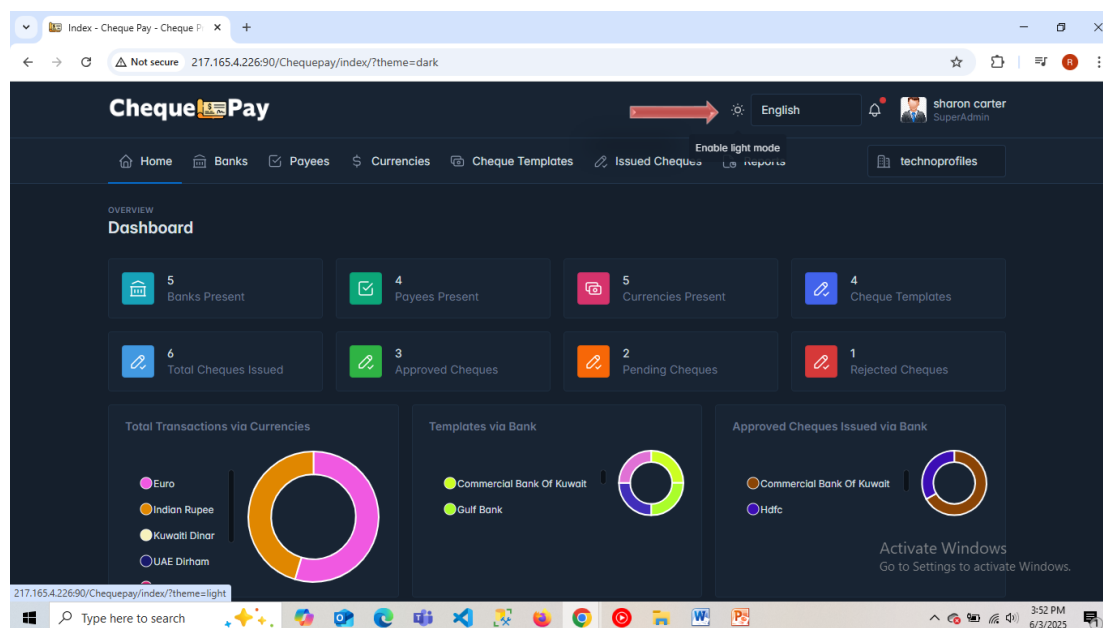 Index - Cheque Pay - Cheque P
Not secure 217.165.4.226:90/Chequepay/index/?theme=dark
R
Cheque Pay
English
sharon carter
SuperAdmin
Enable light mode
Home Banks Payees Currencies Cheque Templates Issued Cheques Reports technoprofiles
OVERVIEW
Dashboard
5
Banks Present
4
Payees Present
5
Currencies Present
4
Cheque Templates
6
Total Cheques Issued
3
Approved Cheques
2
Pending Cheques
1
Rejected Cheques
Total Transactions via Currencies
Euro
Indian Rupee
Kuwaiti Dinar
UAE Dirham
Templates via Bank
Commercial Bank Of Kuwait
Gulf Bank
Approved Cheques Issued via Bank
Commercial Bank Of Kuwait
Hdfc
Activate Windows
Go to Settings to activate Windows.
217.165.4.226:90/Chequepay/index/?theme=light
Type here to search
3:52 PM
6/3/2025